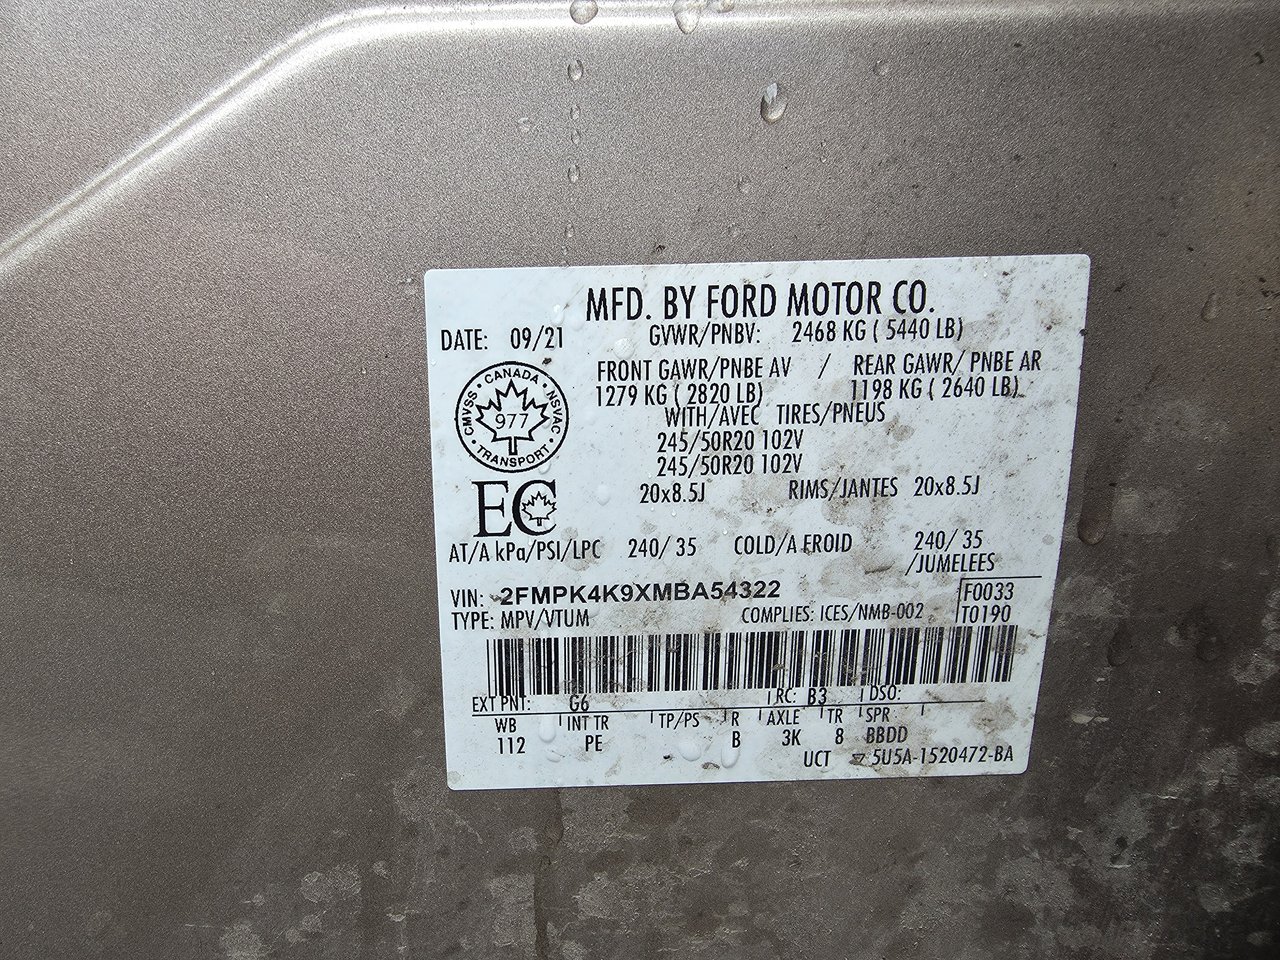 MFD. BY FORD MOTOR CO.
DATE: 09/21 GVWR/PNBV: 2468 KG ( 5440 LB)
FRONT GAWR/PNBE AV / REAR GAWR/ PNBE AR
1279 KG ( 2820 LB) 1198 KG ( 2640 LB)
WITH/AVEC TIRES/PNEUS
245/50R20 102V
245/50R20 102V
20x8.5J RIMS/JANTES 20x8.5J
CANADA
CMVSS • NSVAC
977
TRANSPORT
EC
AT/A kPa/PSI/LPC 240/ 35 COLD/A FROID 240/ 35
/JUMELEES
VIN: 2FMPK4K9XMBA54322 F0033
TYPE: MPV/VTUM COMPLIES: ICES/NMB-002 T0190
EXT PNT: G6 RC: B3 DSO:
WB INT TR TP/PS R AXLE TR SPR
112 PE B 3K 8 BBDD
UCT 5U5A-1520472-BA